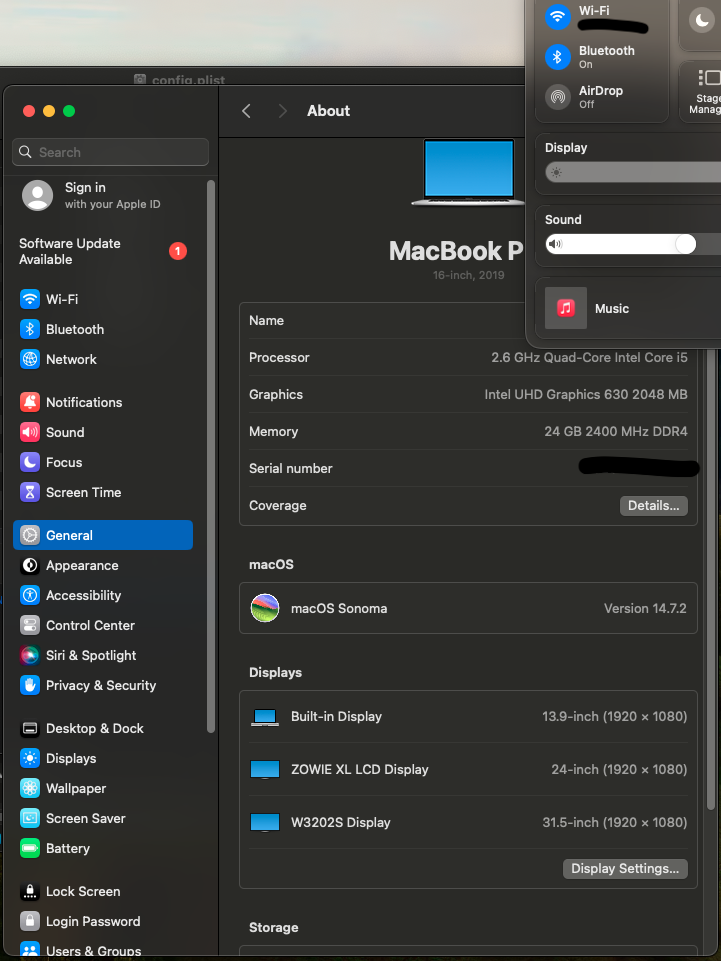 Wi-Fi
Bluetooth
On
AirDrop
Off
Stage
Manag
Display
Sound
Music
config.plist
About
Search
Sign in
with your Apple ID
Software Update
Available
1
Wi-Fi
Bluetooth
Network
Notifications
Sound
Focus
Screen Time
General
Appearance
Accessibility
Control Center
Siri & Spotlight
Privacy & Security
Desktop & Dock
Displays
Wallpaper
Screen Saver
Battery
Lock Screen
Login Password
Users & Groups
MacBook P
16-inch, 2019
Name
Processor 2.6 GHz Quad-Core Intel Core i5
Graphics Intel UHD Graphics 630 2048 MB
Memory 24 GB 2400 MHz DDR4
Serial number
Coverage Details...
macOS
macOS Sonoma Version 14.7.2
Displays
Built-in Display 13.9-inch (1920 × 1080)
ZOWIE XL LCD Display 24-inch (1920 × 1080)
W3202S Display 31.5-inch (1920 × 1080)
Display Settings...
Storage